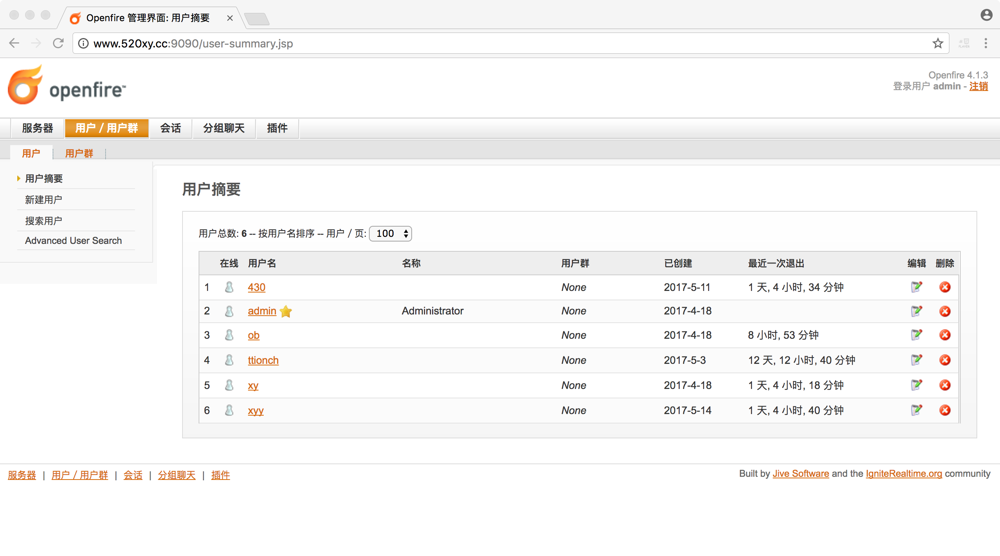 Openfire 管理界面: 用户摘要
www.520xy.cc:9090/user-summary.jsp
PLAYER
openfire™
Openfire 4.1.3
登录用户 admin - 注销
服务器 用户 / 用户群 会话 分组聊天 插件
用户 用户群
用户摘要
新建用户
搜索用户
Advanced User Search
用户摘要
用户总数: 6 -- 按用户名排序 -- 用户 / 页: 100
在线 用户名 名称 用户群 已创建 最近一次退出 编辑 删除
1 430 None 2017-5-11 1 天, 4 小时, 34 分钟
2 admin Administrator None 2017-4-18
3 ob None 2017-4-18 8 小时, 53 分钟
4 ttionch None 2017-5-3 12 天, 12 小时, 40 分钟
5 xy None 2017-4-18 1 天, 4 小时, 18 分钟
6 xyy None 2017-5-14 1 天, 4 小时, 40 分钟
服务器 | 用户 / 用户群 | 会话 | 分组聊天 | 插件
Built by Jive Software and the IgniteRealtime.org community